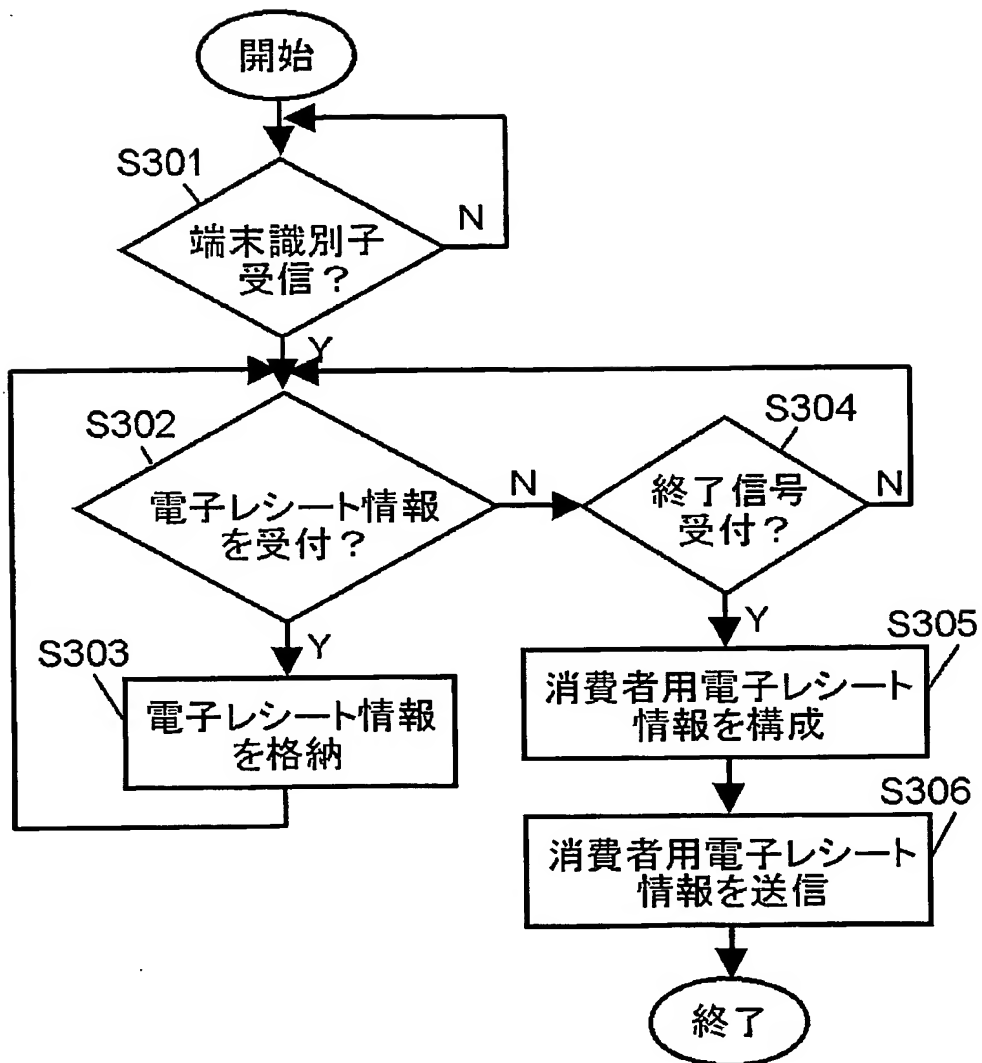 開始
S301
端末識別子
受信?
N
Y
S302
電子レシート情報
を受付?
N
S304
終了信号
受付?
N
Y
Y
S303
電子レシート情報
を格納
S305
消費者用電子レシート
情報を構成
S306
消費者用電子レシート
情報を送信
終了